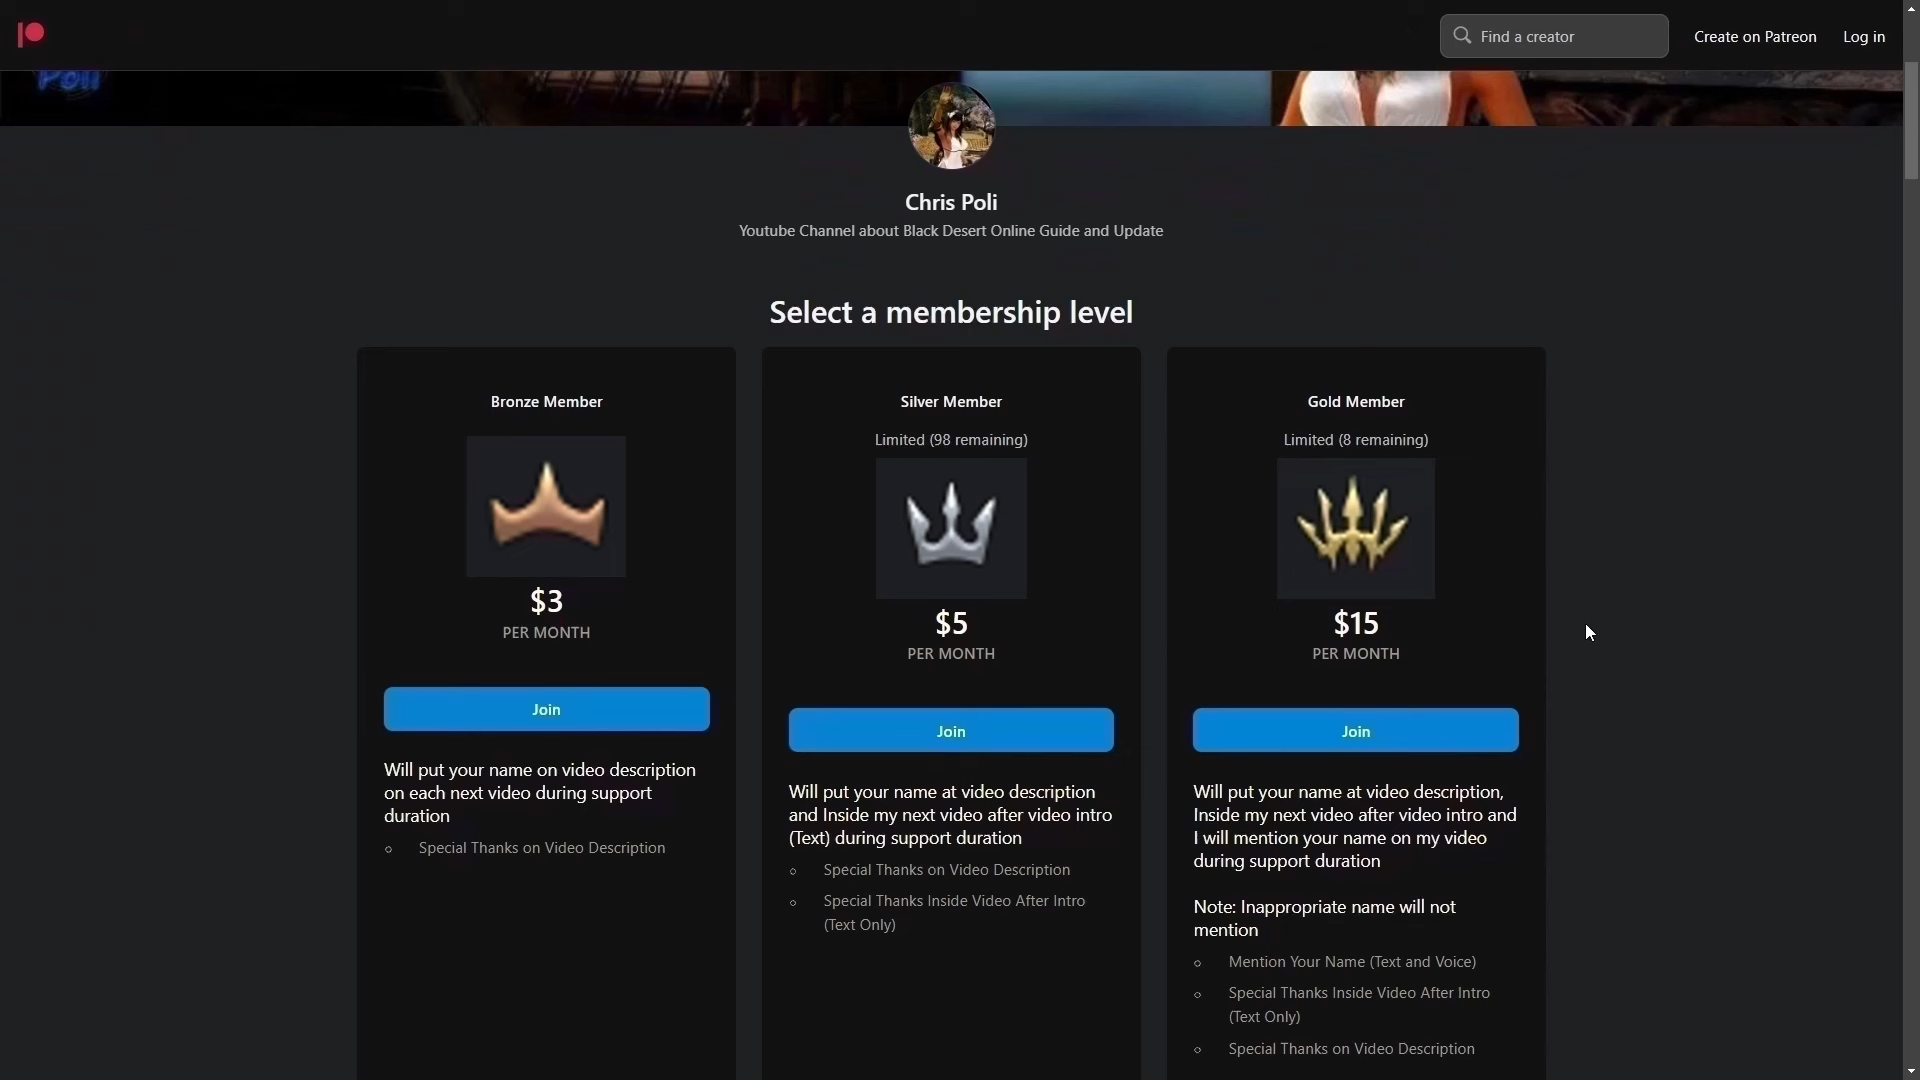 Find a creator
Create on Patreon
Log in
Poli
Chris Poli
Youtube Channel about Black Desert Online Guide and Update
Select a membership level
Bronze Member
$3
PER MONTH
Join
Will put your name on video description
on each next video during support
duration
Special Thanks on Video Description
Silver Member
Limited (98 remaining)
$5
PER MONTH
Join
Will put your name at video description
and Inside my next video after video intro
(Text) during support duration
Special Thanks on Video Description
Special Thanks Inside Video After Intro
(Text Only)
Gold Member
Limited (8 remaining)
$15
PER MONTH
Join
Will put your name at video description,
Inside my next video after video intro and
I will mention your name on my video
during support duration
Note: Inappropriate name will not
mention
Mention Your Name (Text and Voice)
Special Thanks Inside Video After Intro
(Text Only)
Special Thanks on Video Description